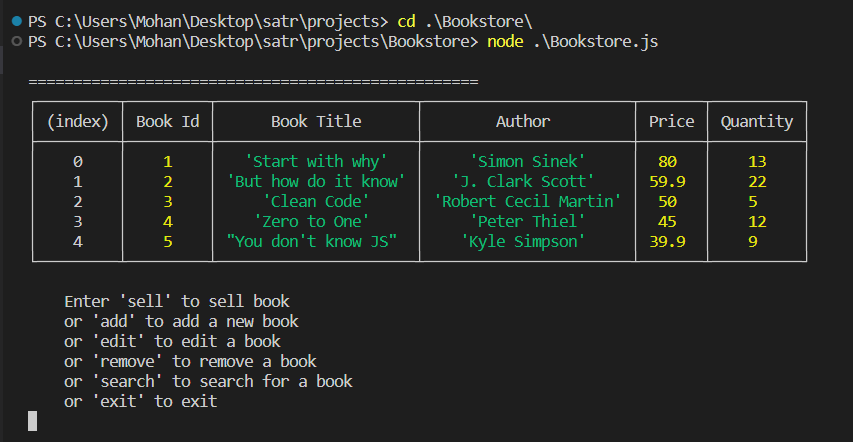 PS C:\Users\Mohan\Desktop\satr\projects> cd .\Bookstore\
PS C:\Users\Mohan\Desktop\satr\projects\Bookstore> node .\Bookstore.js
==================================================
(index) Book Id Book Title Author Price Quantity
0 1 'Start with why' 'Simon Sinek' 80 13
1 2 'But how do it know' 'J. Clark Scott' 59.9 22
2 3 'Clean Code' 'Robert Cecil Martin' 50 5
3 4 'Zero to One' 'Peter Thiel' 45 12
4 5 "You don't know JS" 'Kyle Simpson' 39.9 9
Enter 'sell' to sell book
or 'add' to add a new book
or 'edit' to edit a book
or 'remove' to remove a book
or 'search' to search for a book
or 'exit' to exit